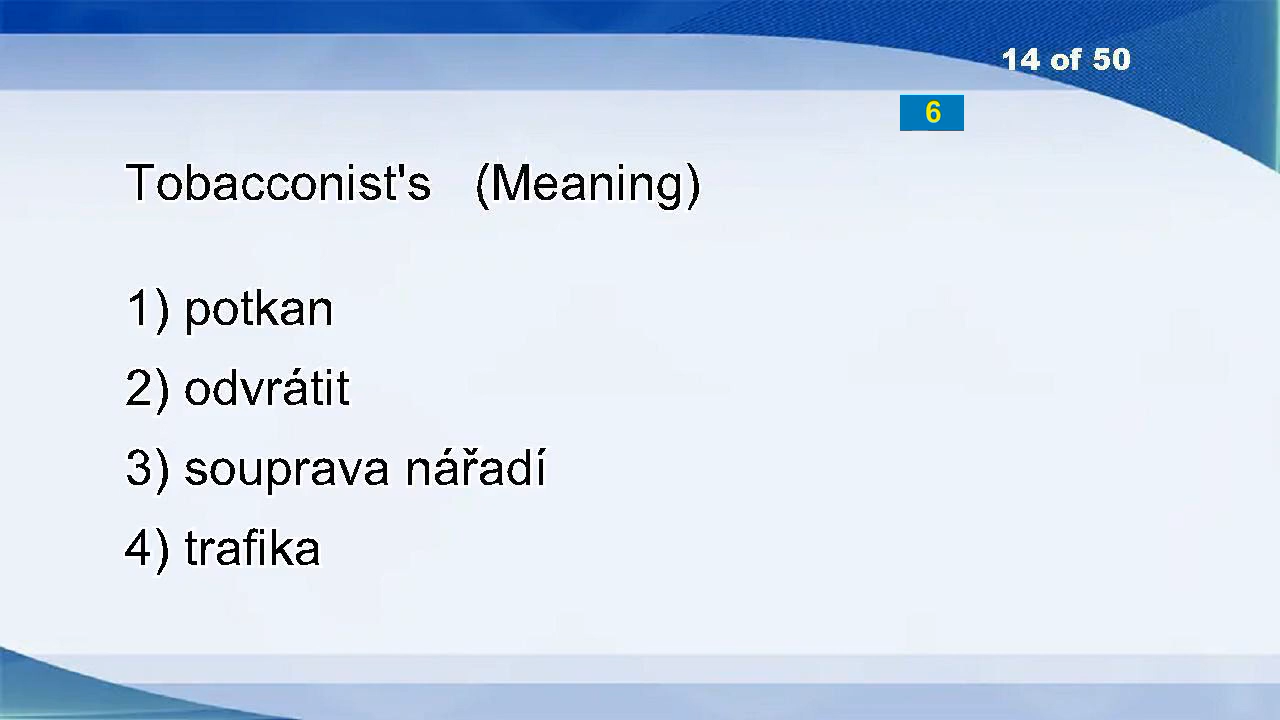 14 of 50
6
Tobacconist's (Meaning)
1) potkan
2) odvrátit
3) souprava nářadí
4) trafika